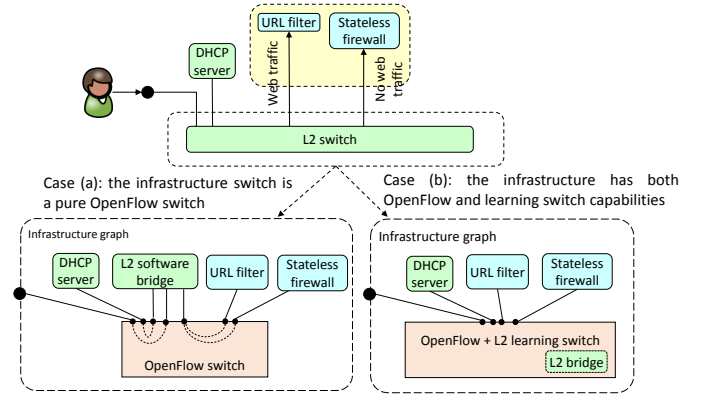 URL filter
Stateless
firewall
DHCP
server
Web traffic
No web
traffic
L2 switch
Case (a): the infrastructure switch is
a pure OpenFlow switch
Case (b): the infrastructure has both
OpenFlow and learning switch capabilities
Infrastructure graph
DHCP
server
L2 software
bridge
URL filter
Stateless
firewall
OpenFlow switch
Infrastructure graph
DHCP
server
URL filter
Stateless
firewall
OpenFlow + L2 learning switch
L2 bridge